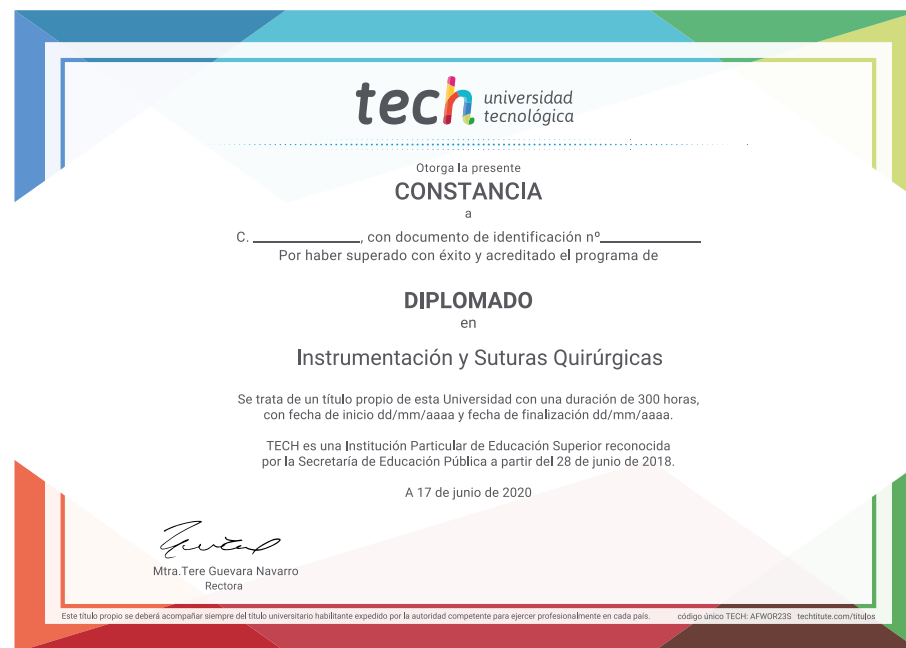 tech universidad
tecnológica
Otorga la presente
CONSTANCIA
a
C. ____________, con documento de identificación nº____________
Por haber superado con éxito y acreditado el programa de
DIPLOMADO
en
Instrumentación y Suturas Quirúrgicas
Se trata de un título propio de esta Universidad con una duración de 300 horas,
con fecha de inicio dd/mm/aaaa y fecha de finalización dd/mm/aaaa.
TECH es una Institución Particular de Educación Superior reconocida
por la Secretaría de Educación Pública a partir del 28 de junio de 2018.
A 17 de junio de 2020
Mtra.Tere Guevara Navarro
Rectora
Este título propio se deberá acompañar siempre del título universitario habilitante expedido por la autoridad competente para ejercer profesionalmente en cada país. código único TECH: AFWOR23S techtitute.com/titulos